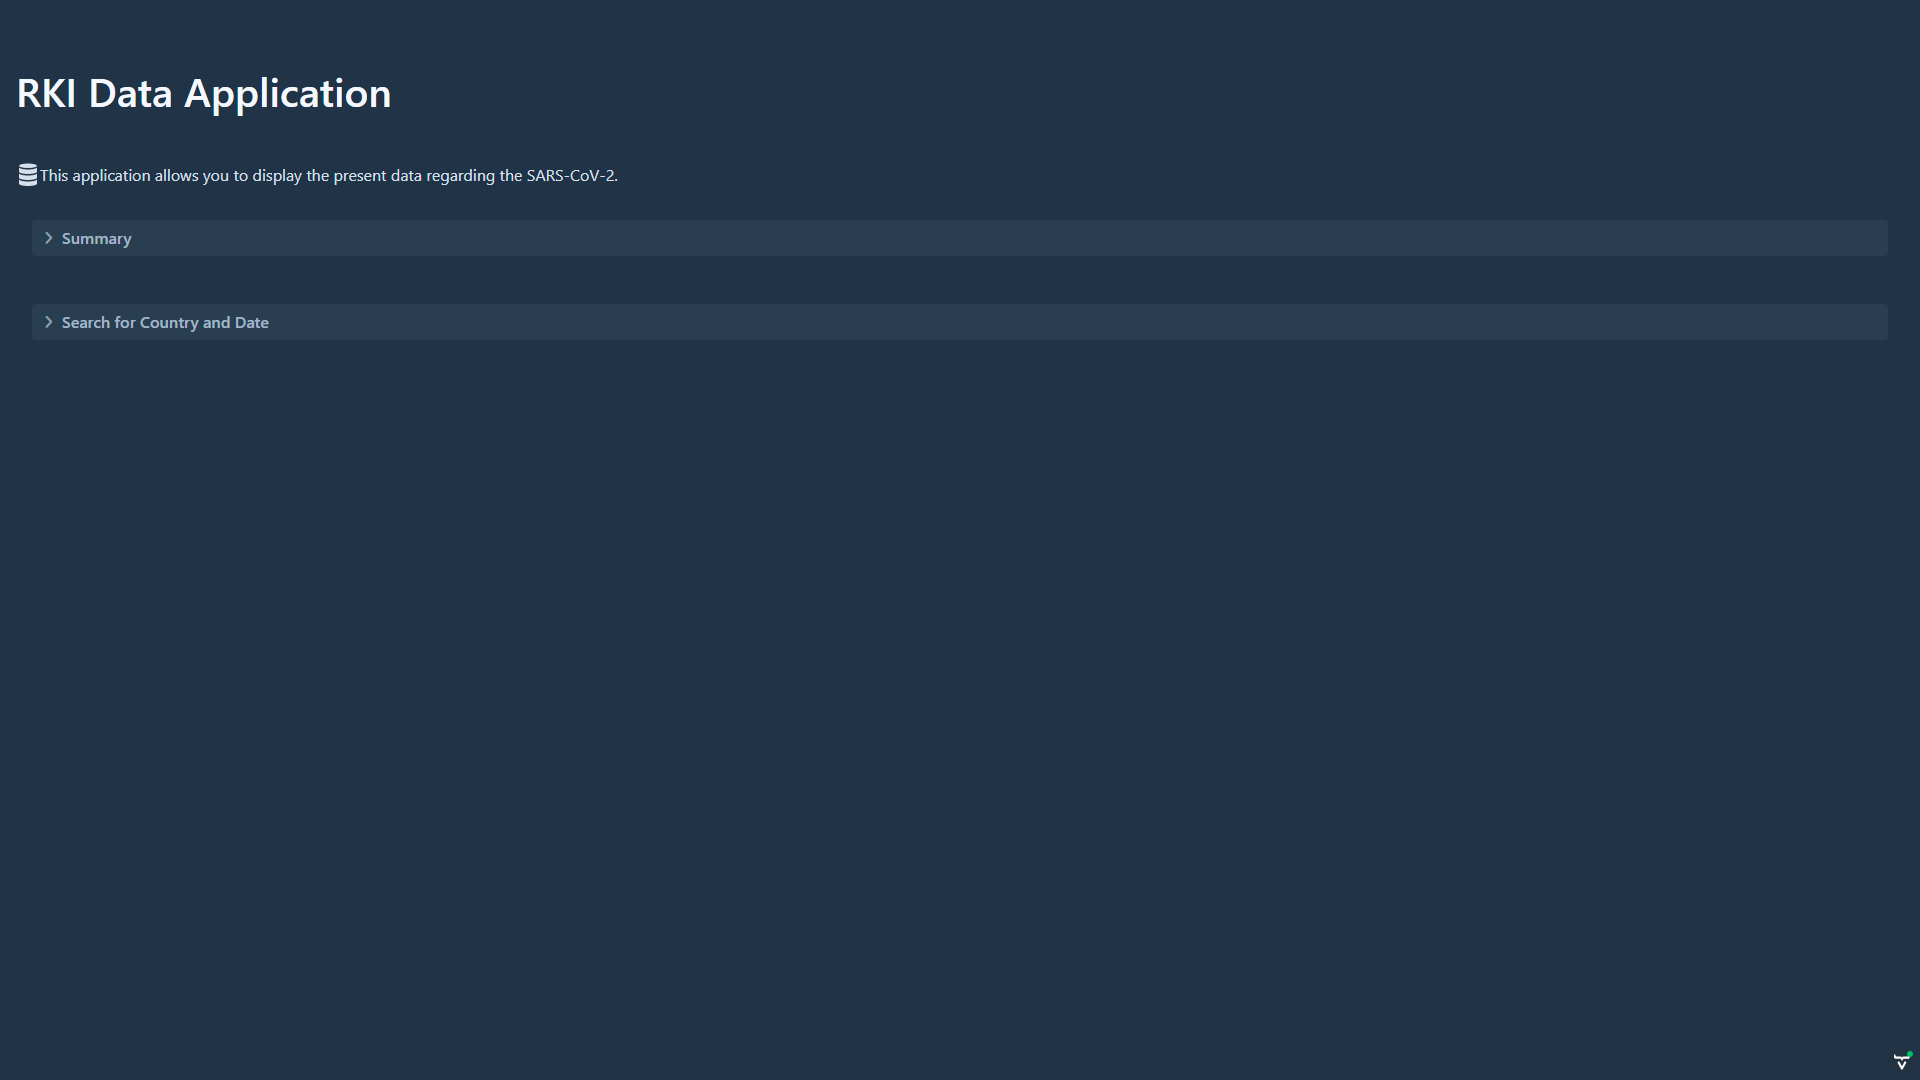 RKI Data Application
This application allows you to display the present data regarding the SARS-CoV-2.
Summary
Search for Country and Date